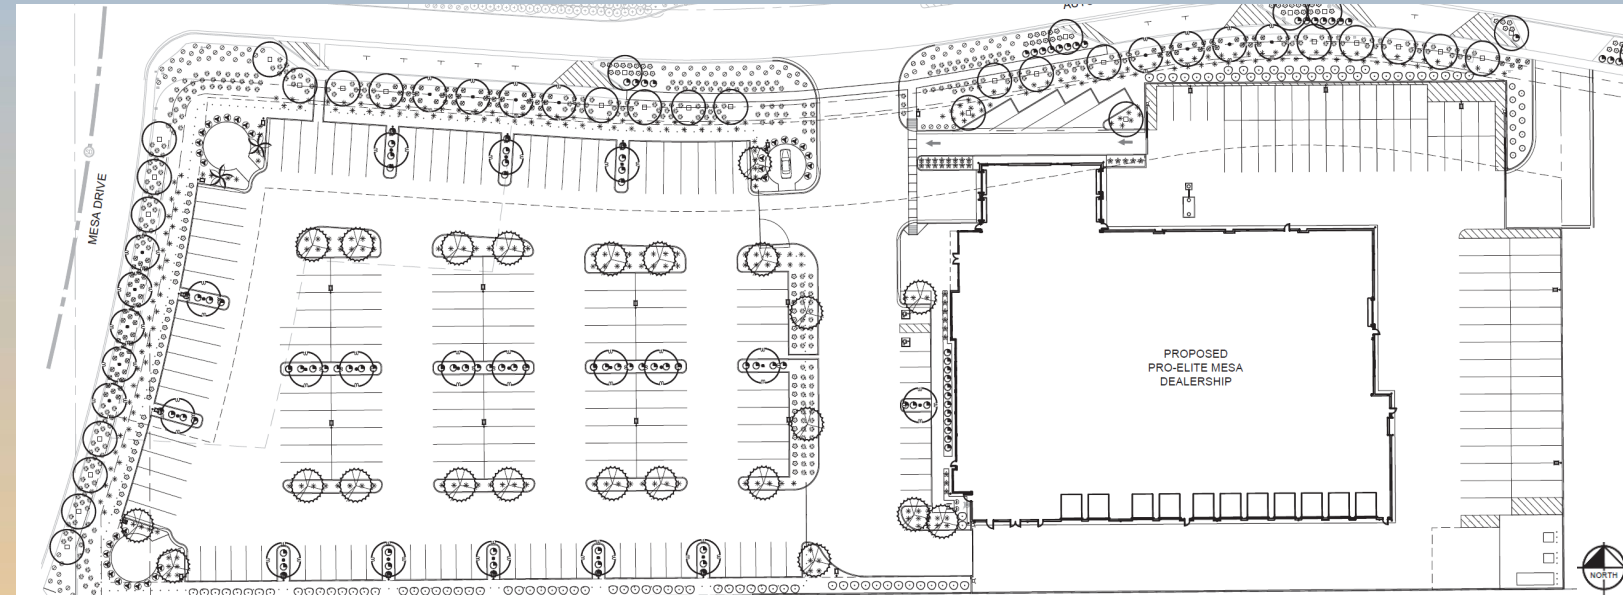 MESA DRIVE
PROPOSED
PRO-ELITE MESA
DEALERSHIP
NORTH